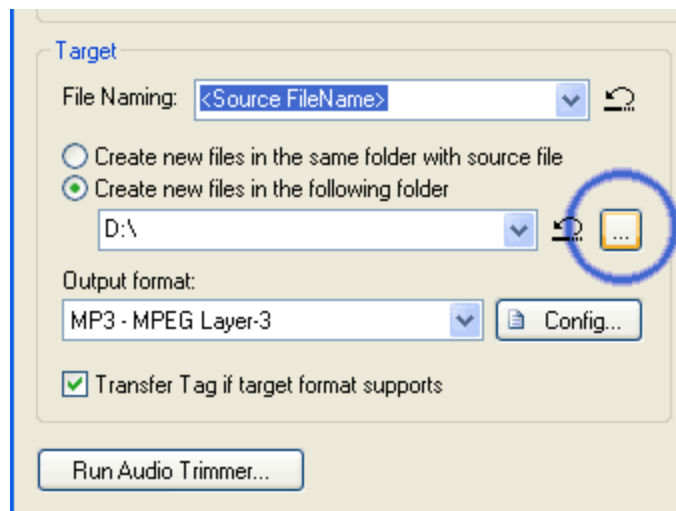 Target
File Naming: <Source FileName>
Create new files in the same folder with source file
Create new files in the following folder
D:\
...
Output format:
MP3 - MPEG Layer-3
Config...
Transfer Tag if target format supports
Run Audio Trimmer...